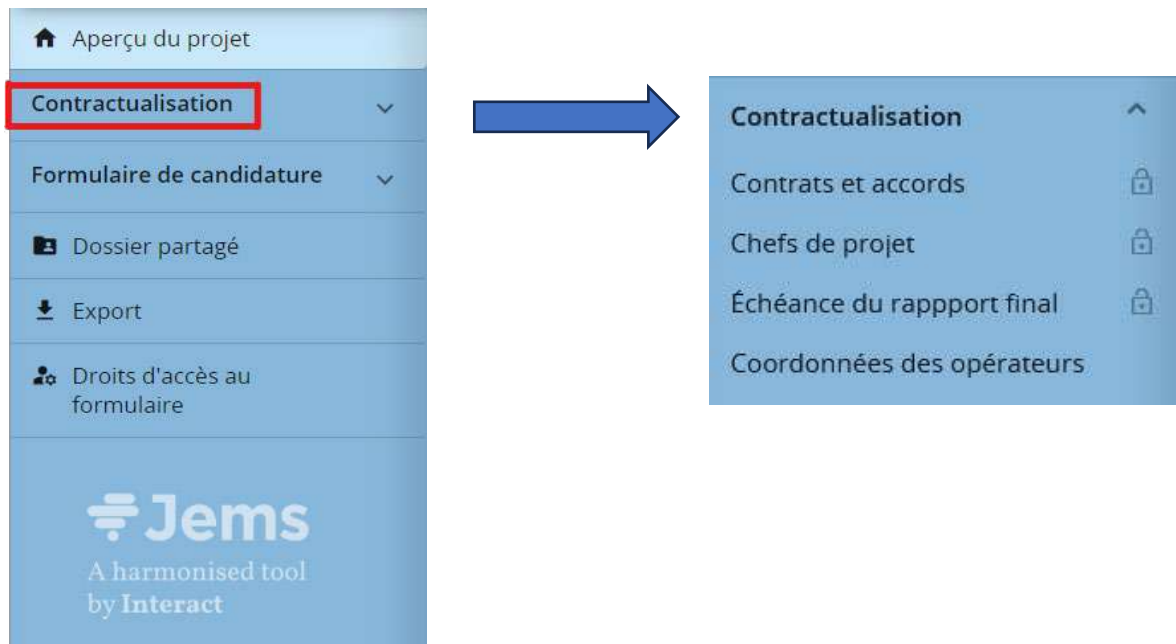 Aperçu du projet
Contractualisation
Formulaire de candidature
Dossier partagé
Export
Droits d'accès au
formulaire
Jems
A harmonised tool
by Interact
Contractualisation
Contrats et accords
Chefs de projet
Échéance du rappport final
Coordonnées des opérateurs